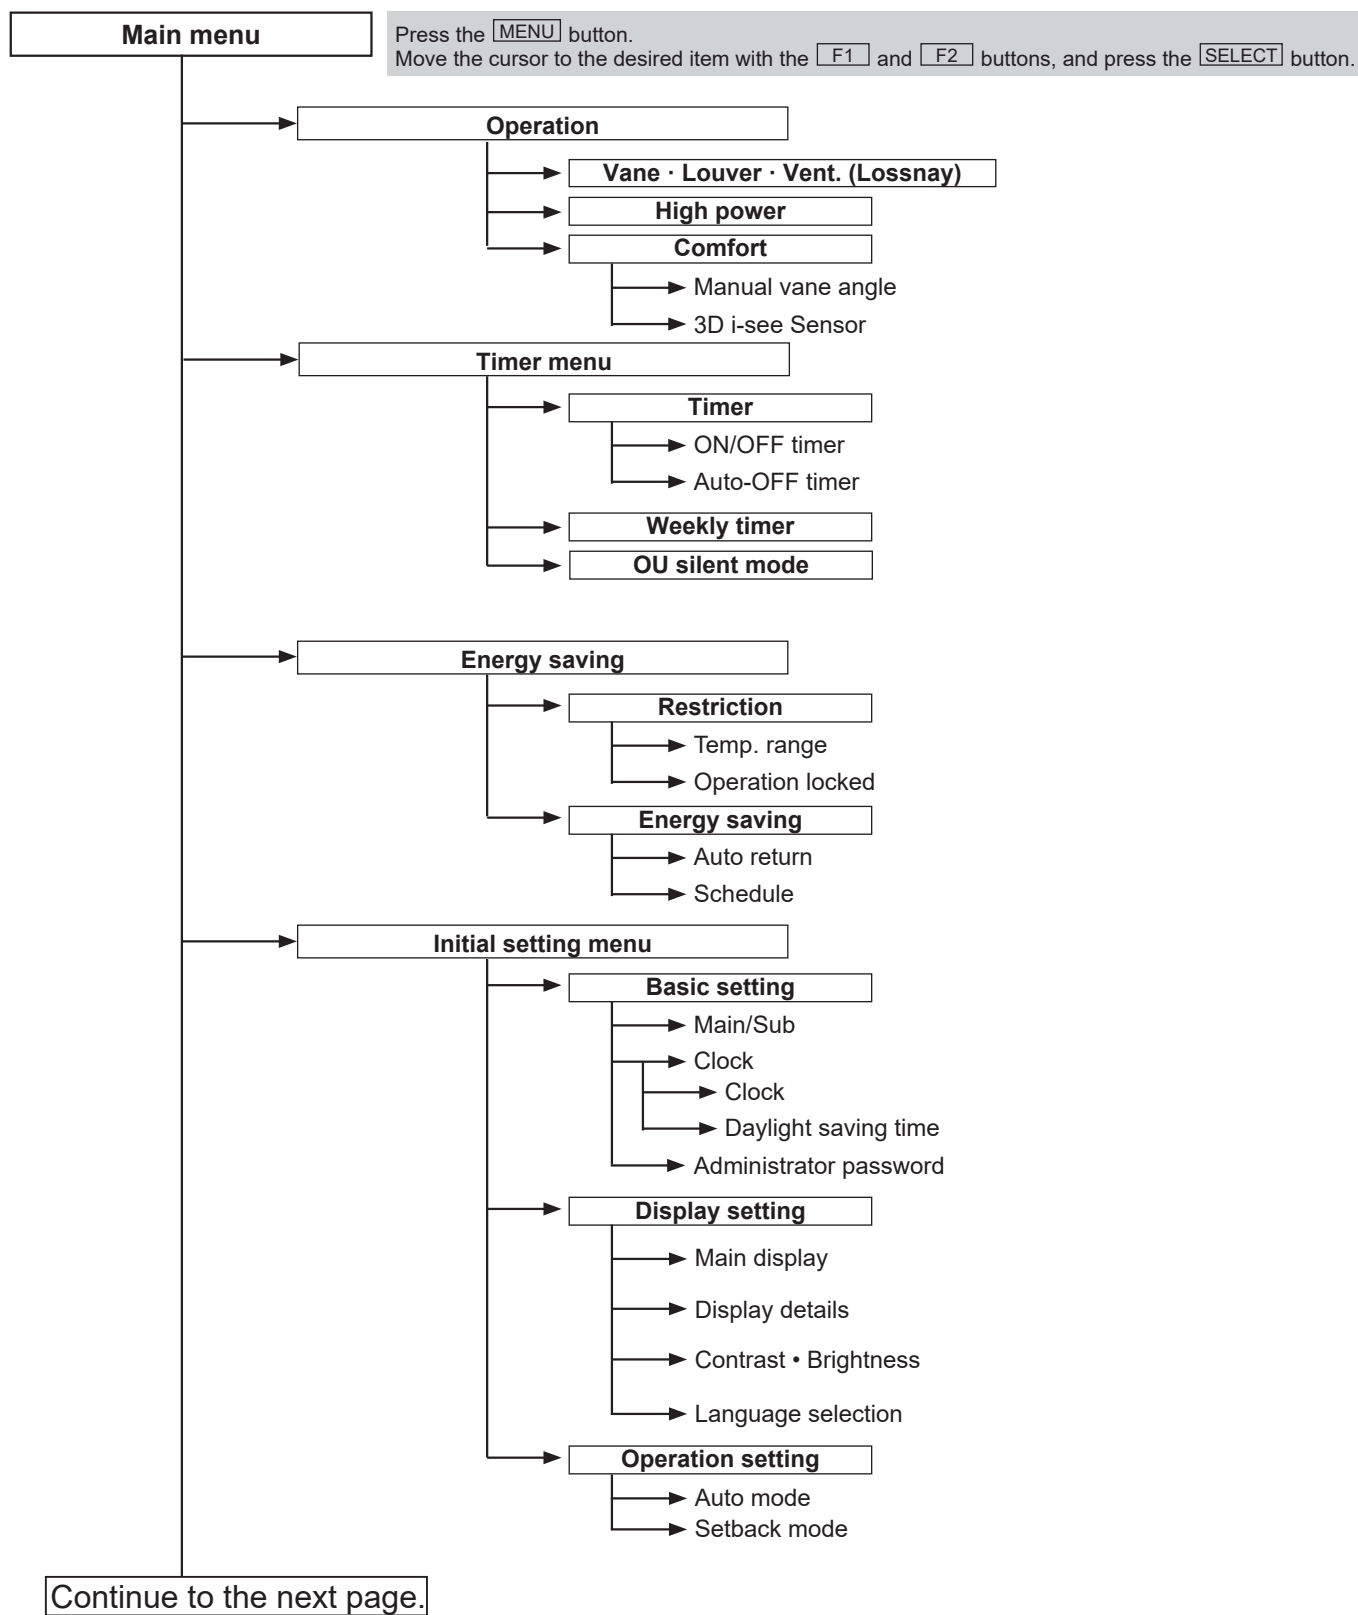 Main menu
Press the MENU button.
Move the cursor to the desired item with the F1 and F2 buttons, and press the SELECT button.
Operation
Vane · Louver · Vent. (Lossnay)
High power
Comfort
Manual vane angle
3D i-see Sensor
Timer menu
Timer
ON/OFF timer
Auto-OFF timer
Weekly timer
OU silent mode
Energy saving
Restriction
Temp. range
Operation locked
Energy saving
Auto return
Schedule
Initial setting menu
Basic setting
Main/Sub
Clock
Clock
Daylight saving time
Administrator password
Display setting
Main display
Display details
Contrast • Brightness
Language selection
Operation setting
Auto mode
Setback mode
Continue to the next page.